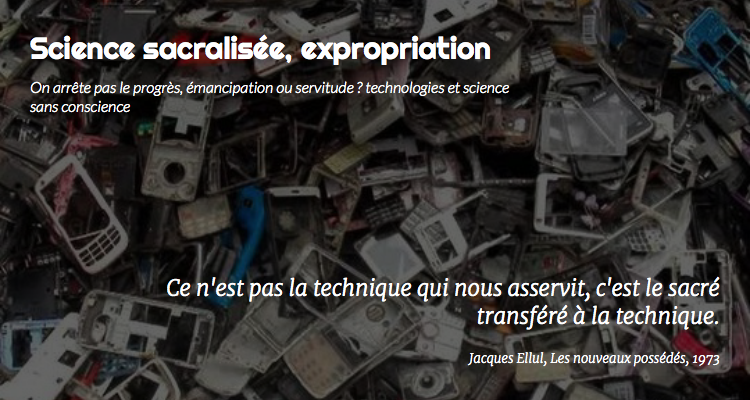 Science sacralisée, expropriation
On arrête pas le progrès, émancipation ou servitude ? technologies et science
sans conscience
Ce n'est pas la technique qui nous asservit, c'est le sacré
transféré à la technique.
Jacques Ellul, Les nouveaux possédés, 1973